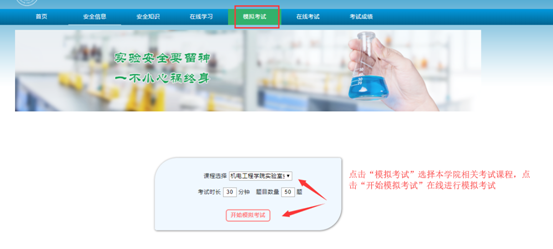 首页 安全信息 安全知识 在线学习 模拟考试 在线考试 考试成绩
实验安全要留神
一不小心祸终身
课程选择 机电工程学院实验室
考试时长 30 分钟 题目数量 50 题
开始模拟考试
点击“模拟考试”选择本学院相关考试课程，点
击“开始模拟考试”在线进行模拟考试